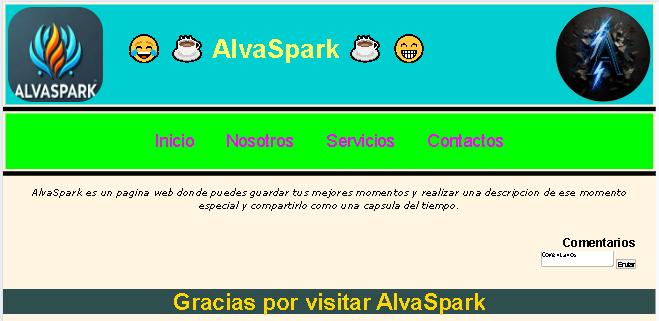 ALVASPARK
😂 ☕ AlvaSpark ☕ 😁
A
Inicio Nosotros Servicios Contactos
AlvaSpark es un pagina web donde puedes guardar tus mejores momentos y realizar una descripcion de ese momento
especial y compartirlo como una capsula del tiempo.
Comentarios
Comentarios
Enviar
Gracias por visitar AlvaSpark